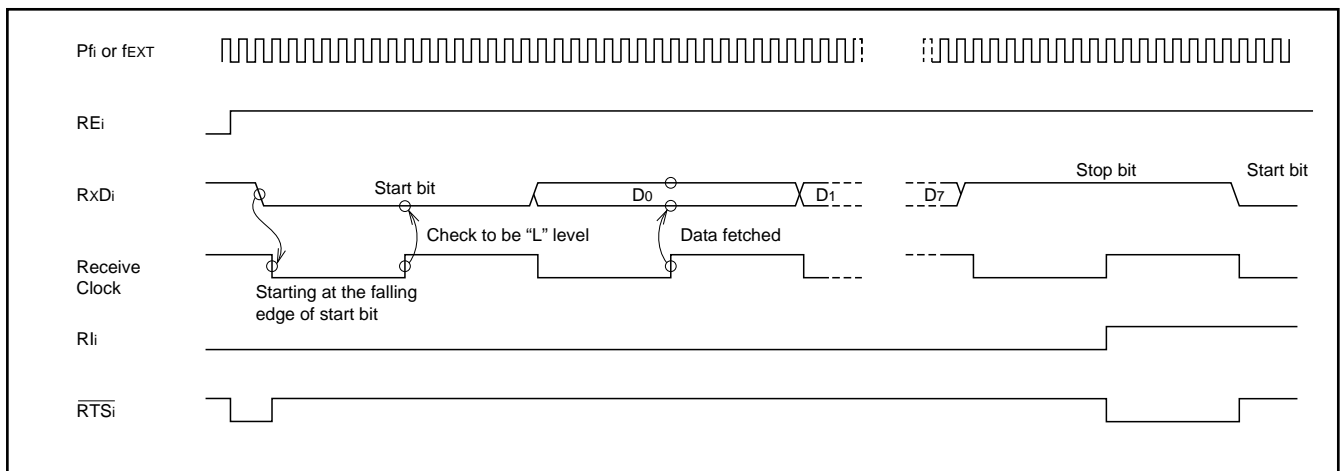 Pfi or fEXT
REi
Stop bit
Start bit
RxDi
Start bit
D0
D1
D7
Check to be “L” level
Data fetched
Receive
Clock
Starting at the falling
edge of start bit
RIi
RTSi